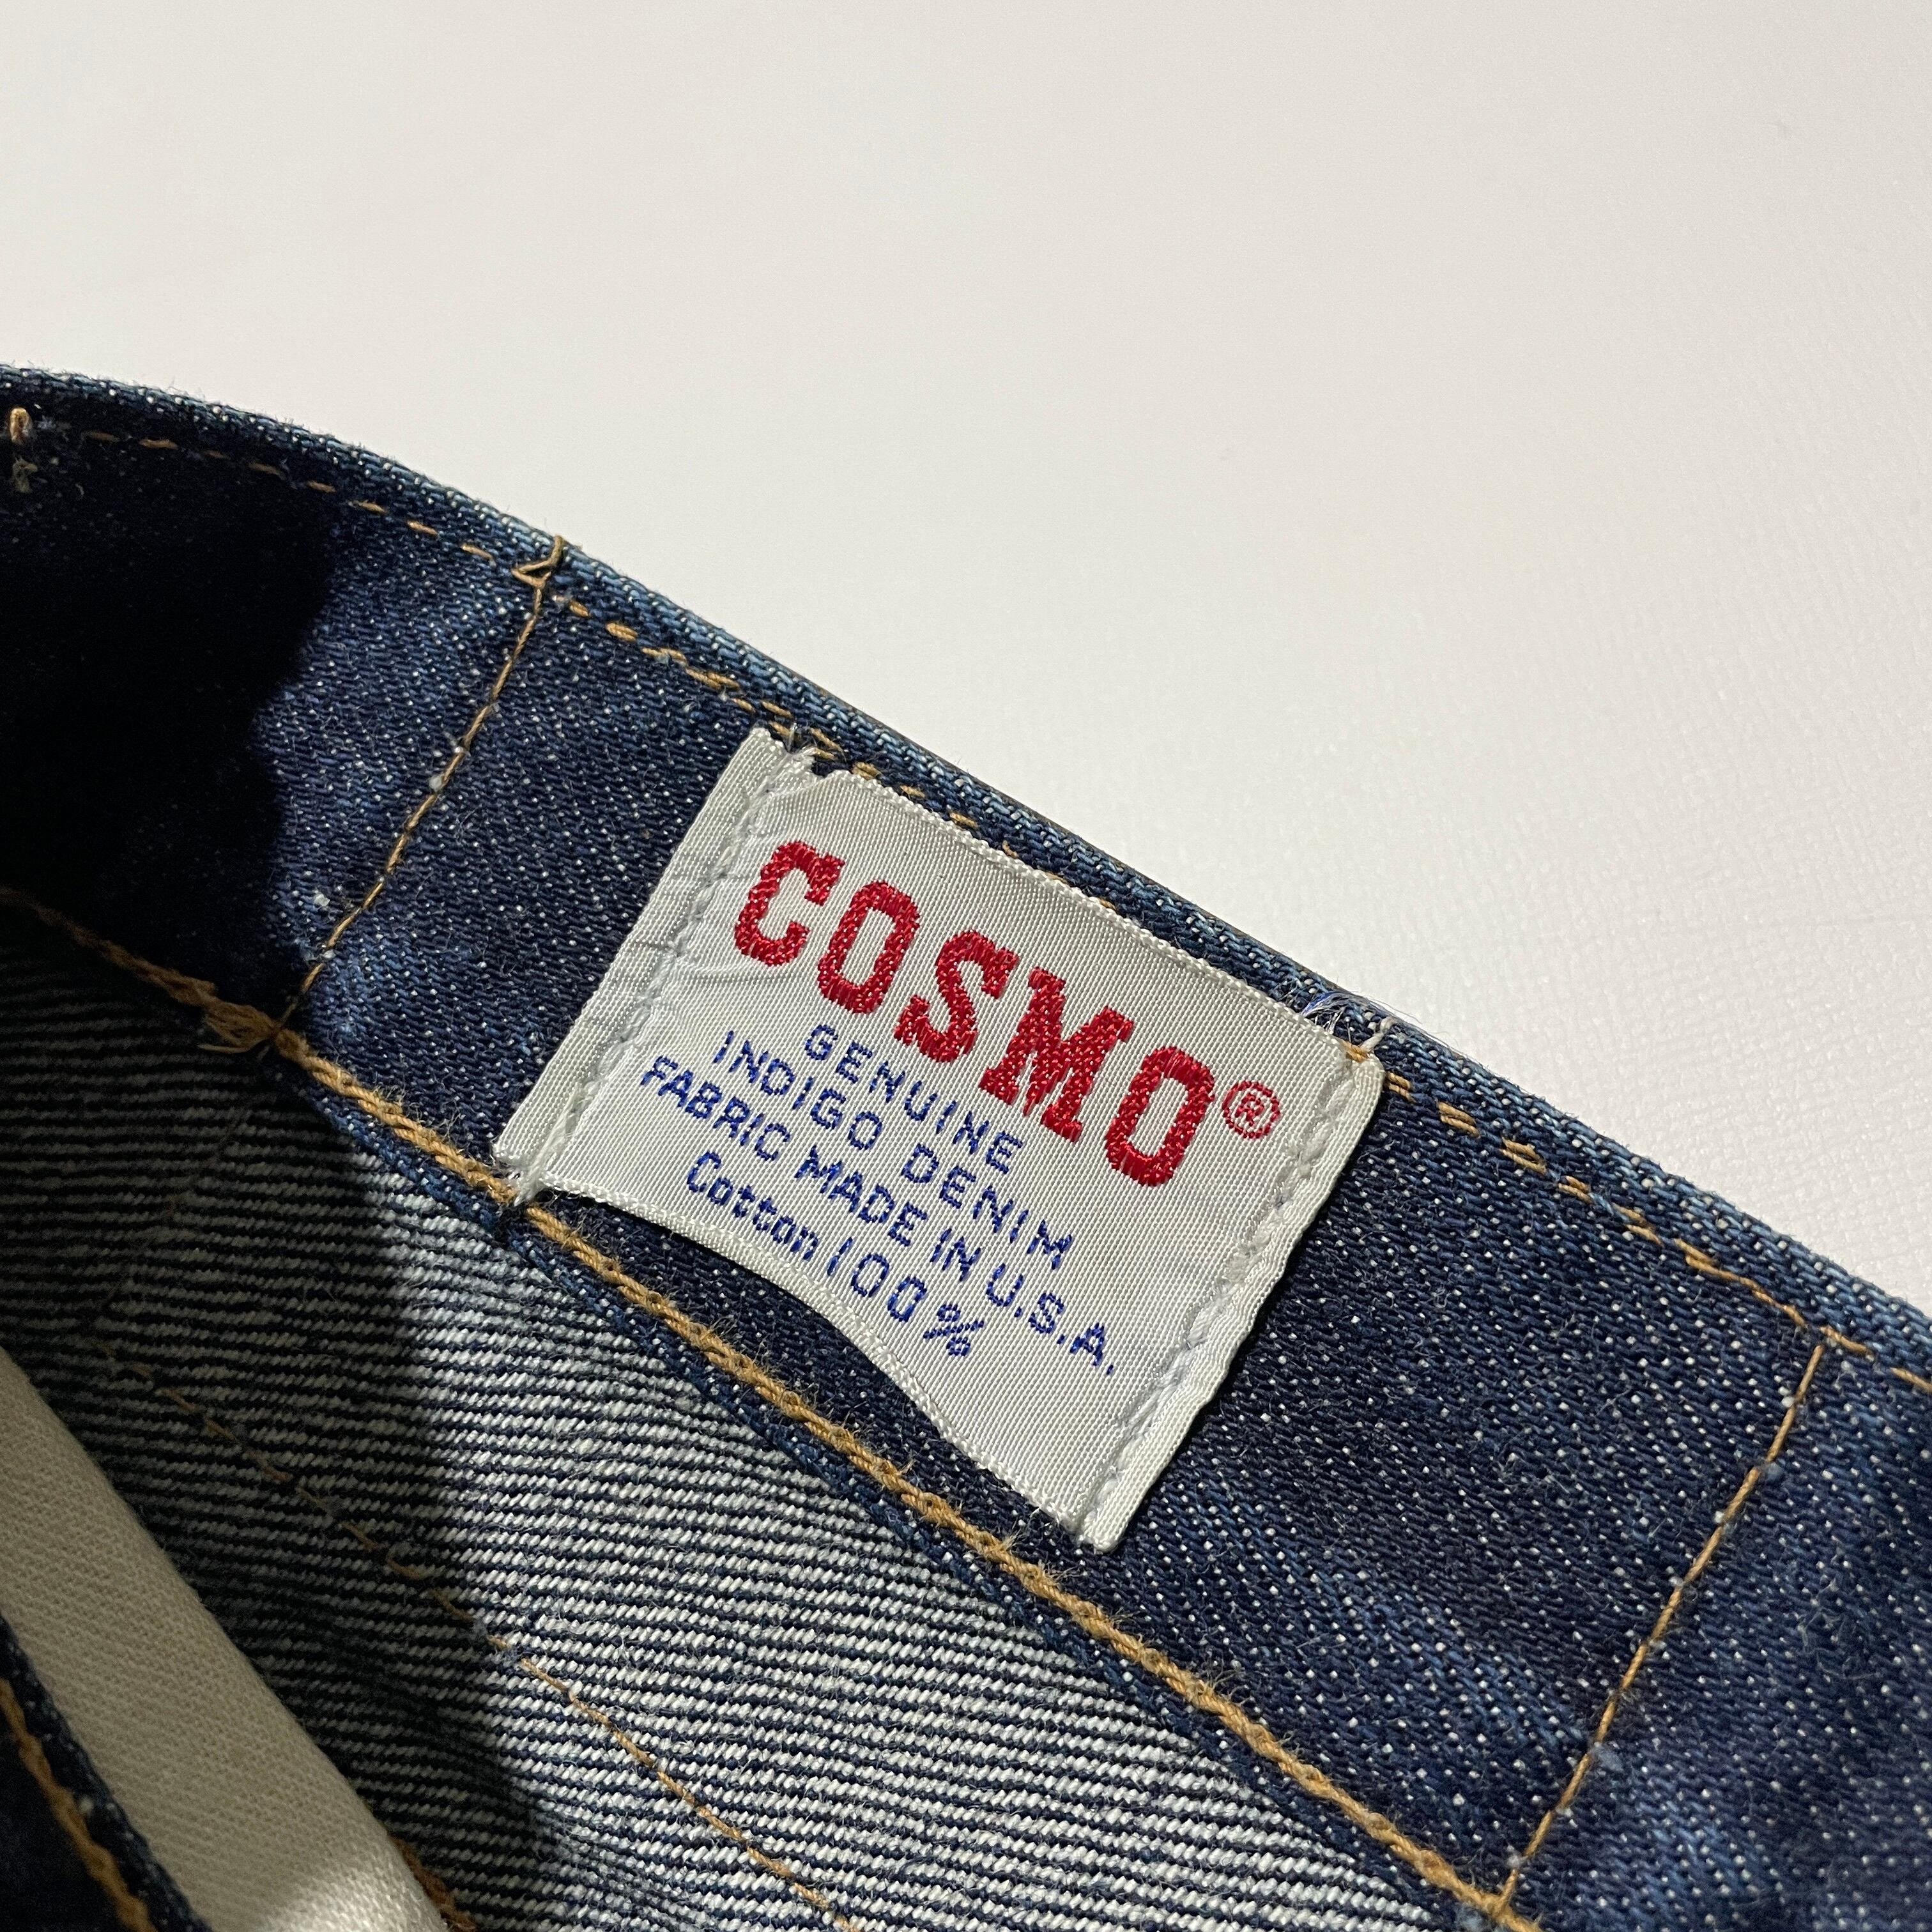 COSMO®
GENUINE
INDIGO DENIM
FABRIC MADE IN U.S.A.
Cotton 100%